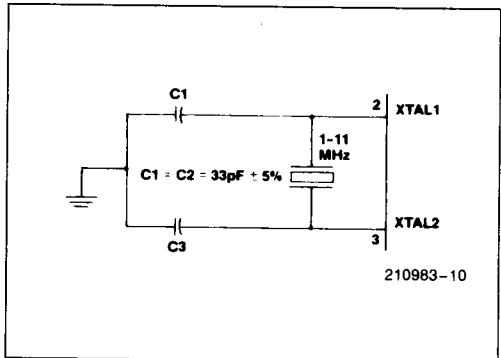 C1
2 XTAL1
1-11
MHz
C1 = C2 = 33pF ± 5%
XTAL2
3
C3
210983-10